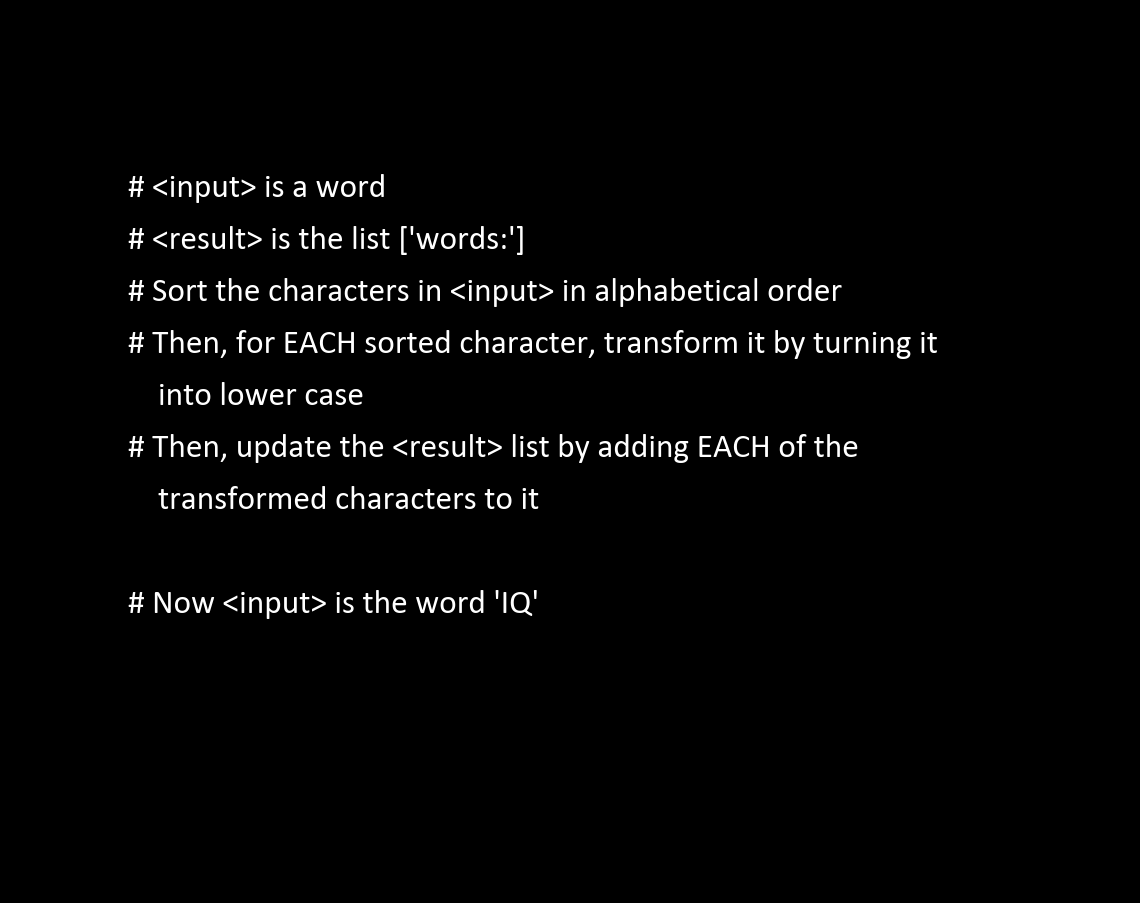 # <input> is a word
# <result> is the list ['words:']
# Sort the characters in <input> in alphabetical order
# Then, for EACH sorted character, transform it by turning it
into lower case
# Then, update the <result> list by adding EACH of the
transformed characters to it
# Now <input> is the word 'IQ'